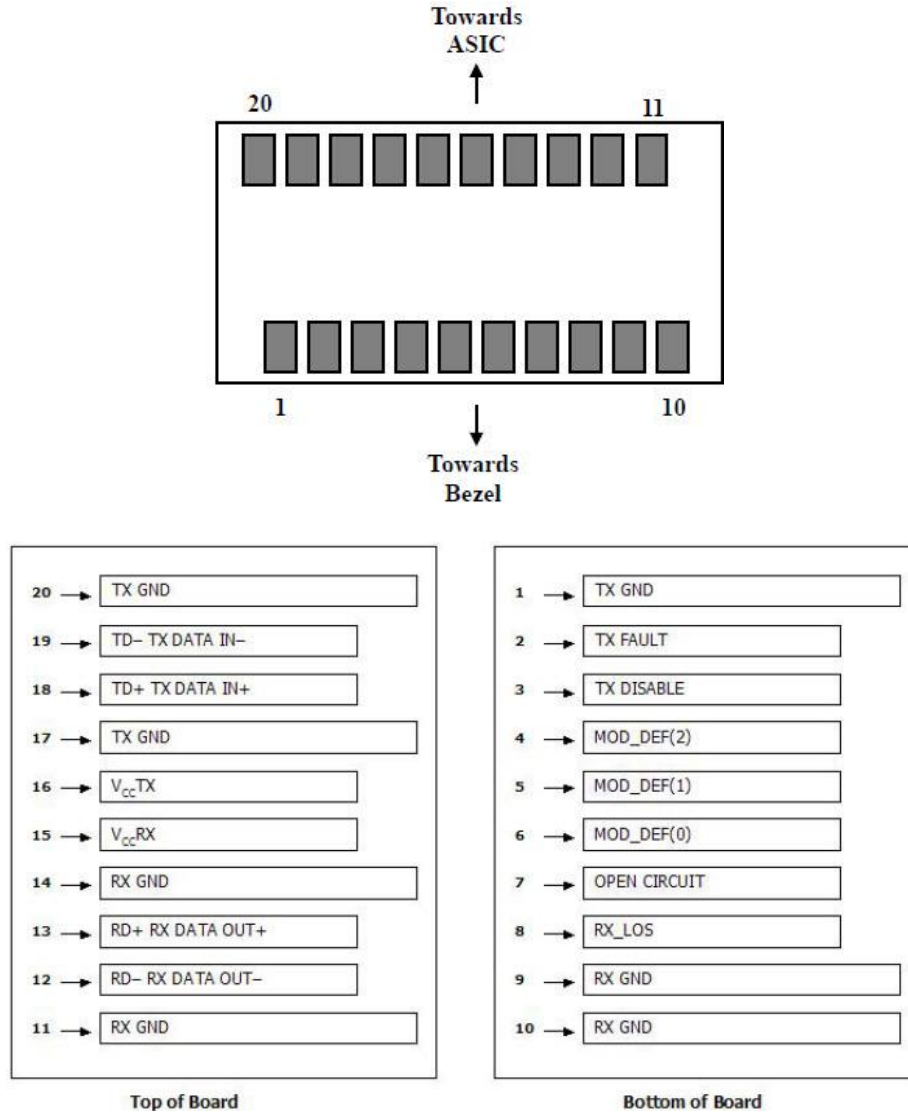 Towards
ASIC
20 11
1 10
Towards
Bezel
20 TX GND
19 TD– TX DATA IN–
18 TD+ TX DATA IN+
17 TX GND
16 VCCTX
15 VCCRX
14 RX GND
13 RD+ RX DATA OUT+
12 RD– RX DATA OUT–
11 RX GND
Top of Board
1 TX GND
2 TX FAULT
3 TX DISABLE
4 MOD_DEF(2)
5 MOD_DEF(1)
6 MOD_DEF(0)
7 OPEN CIRCUIT
8 RX_LOS
9 RX GND
10 RX GND
Bottom of Board